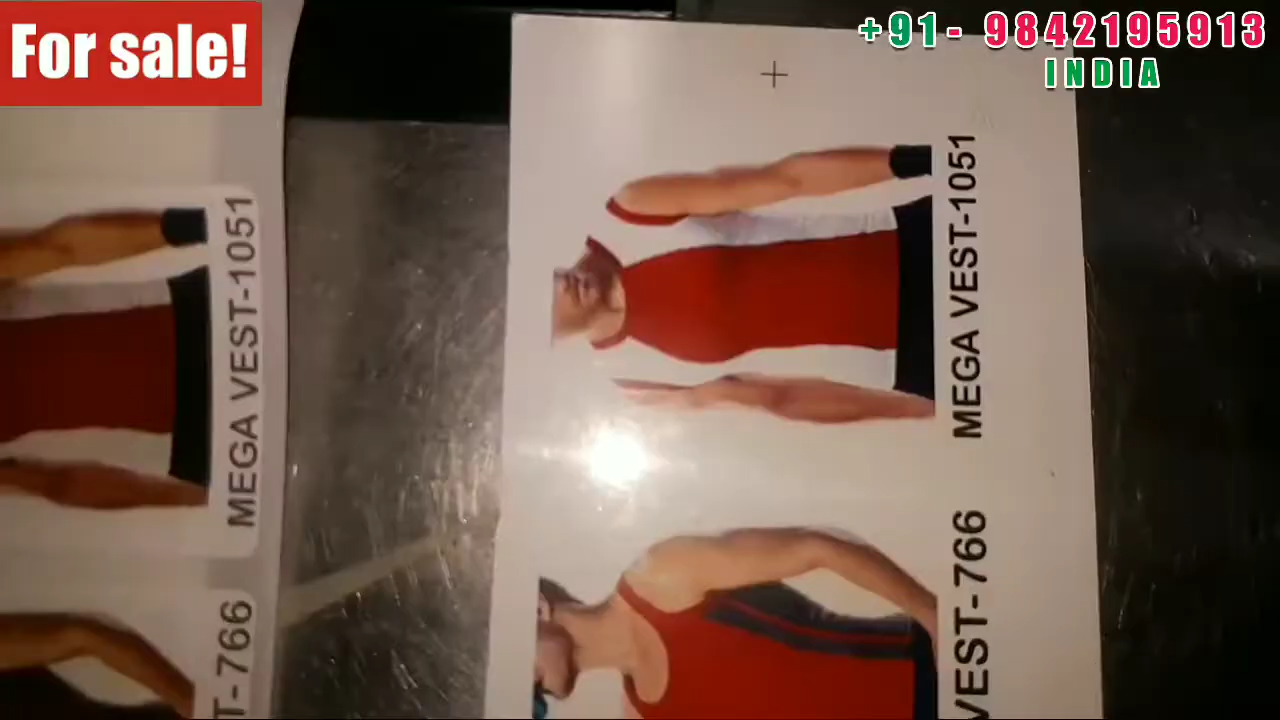 For sale!
+91- 9842195913
INDIA
MEGA VEST-1051
MEGA VEST-1051
VEST-766
T-766